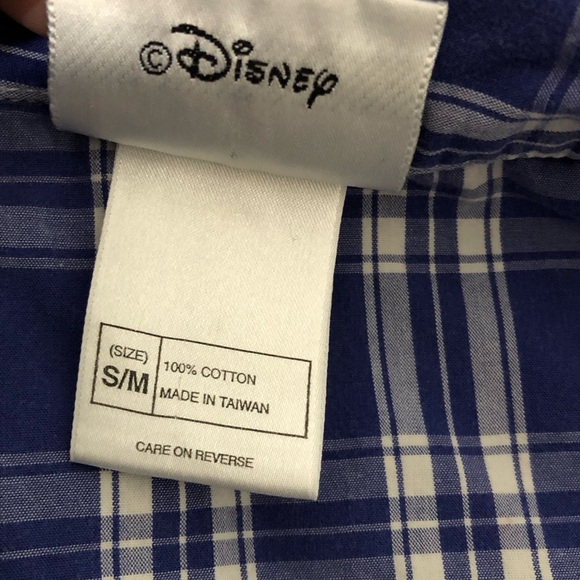 ©Disney
(SIZE)
S/M
100% COTTON
MADE IN TAIWAN
CARE ON REVERSE